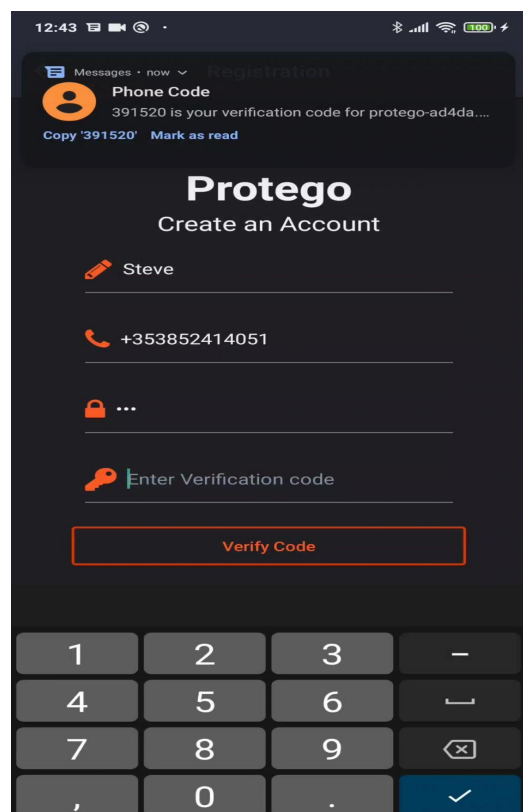 12:43
100
Messages • now
Registration
Phone Code
391520 is your verification code for protego-ad4da....
Copy '391520' Mark as read
Protego
Create an Account
Steve
+353852414051
•••
Enter Verification code
Verify Code
1 2 3 –
4 5 6
7 8 9
, 0 .